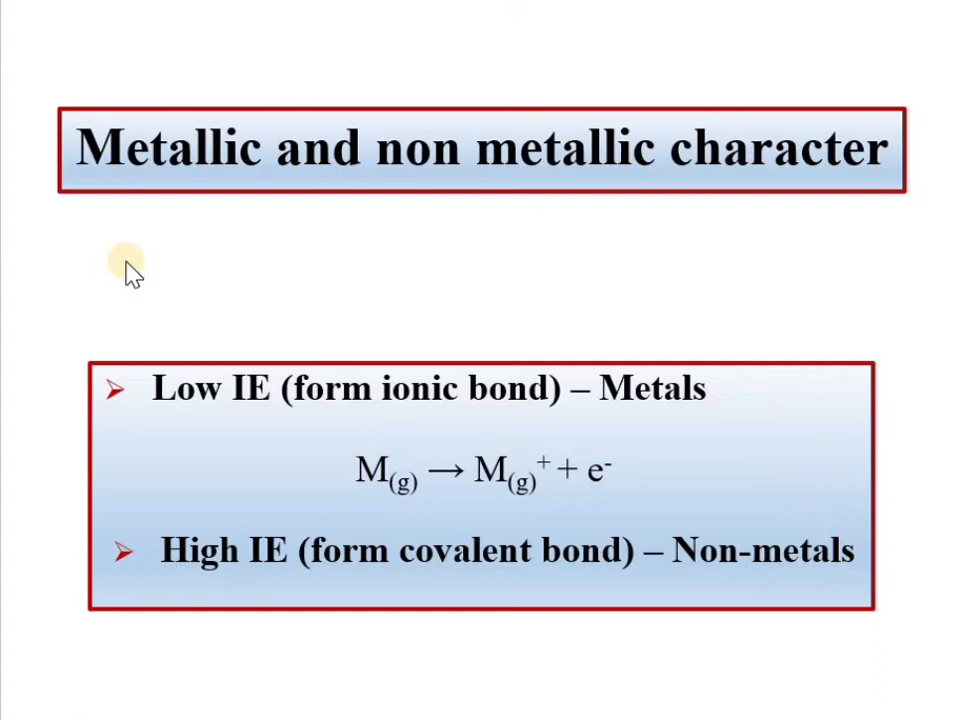 Metallic and non metallic character
➢ Low IE (form ionic bond) – Metals
M(g) → M(g)⁺ + e⁻
➢ High IE (form covalent bond) – Non-metals